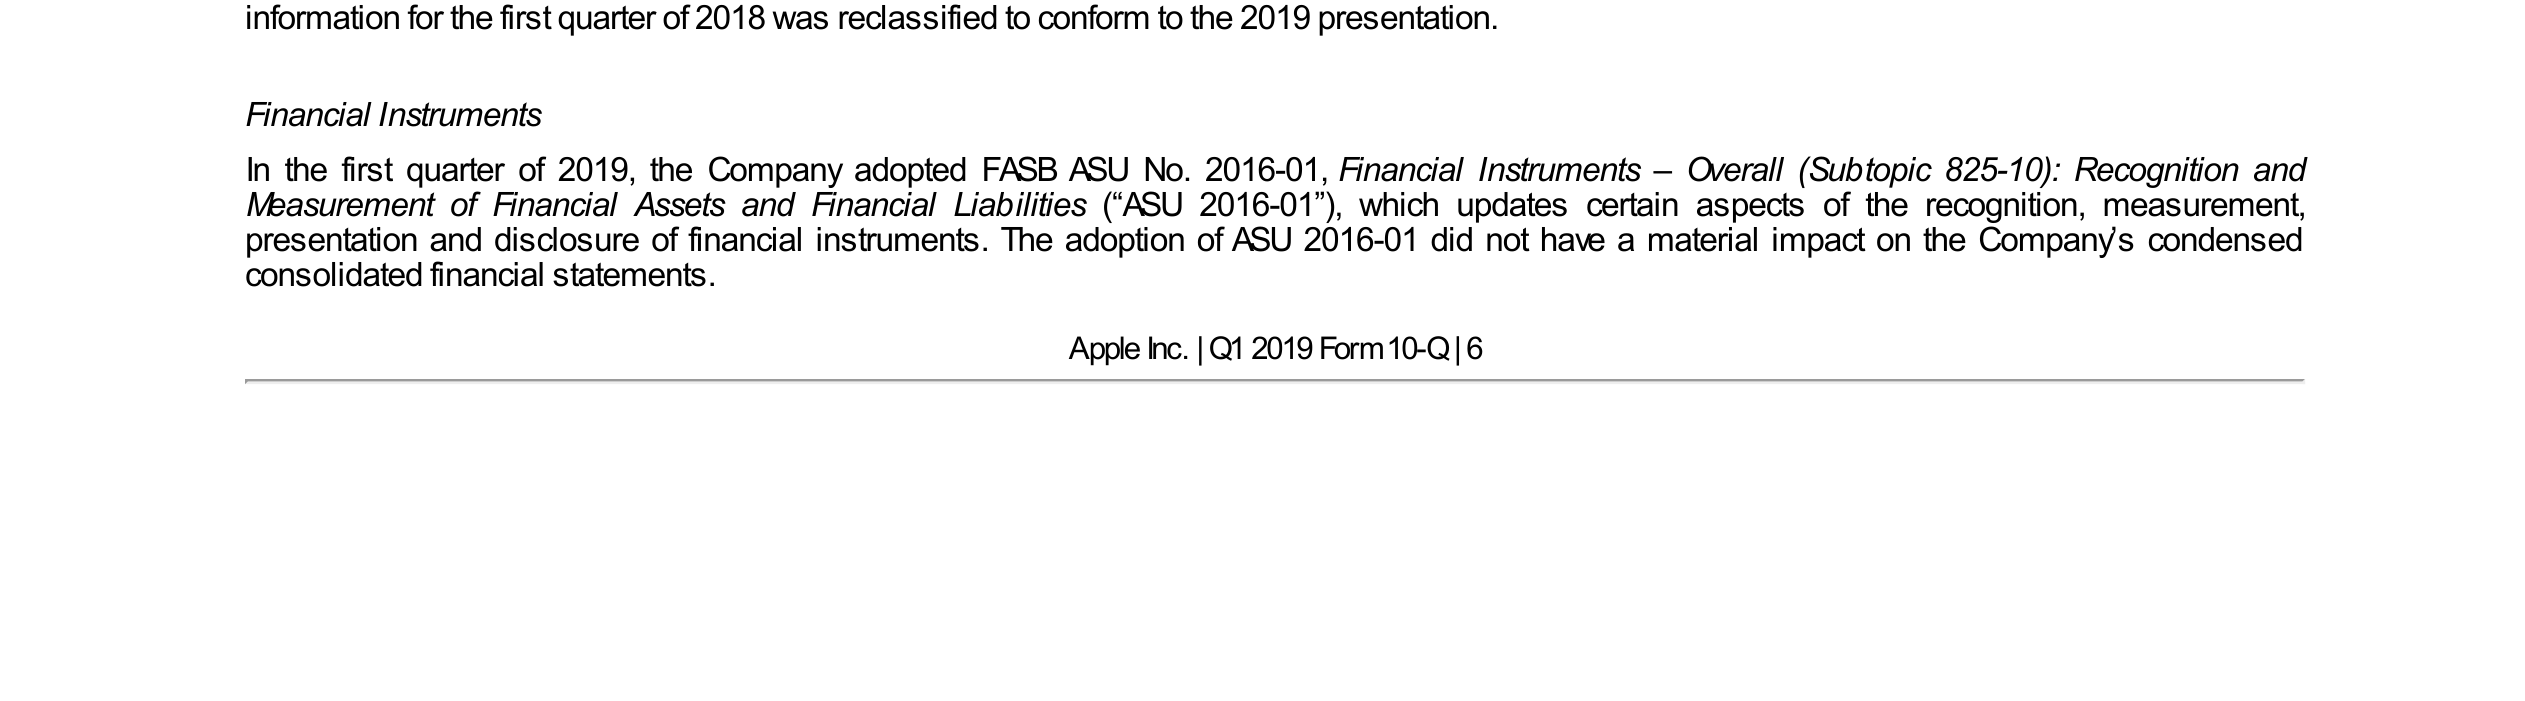 information for the first quarter of 2018 was reclassified to conform to the 2019 presentation.
Financial Instruments
In the first quarter of 2019, the Company adopted FASB ASU No. 2016-01, Financial Instruments – Overall (Subtopic 825-10): Recognition and
Measurement of Financial Assets and Financial Liabilities (“ASU 2016-01”), which updates certain aspects of the recognition, measurement,
presentation and disclosure of financial instruments. The adoption of ASU 2016-01 did not have a material impact on the Company’s condensed
consolidated financial statements.
Apple Inc. | Q1 2019 Form 10-Q | 6